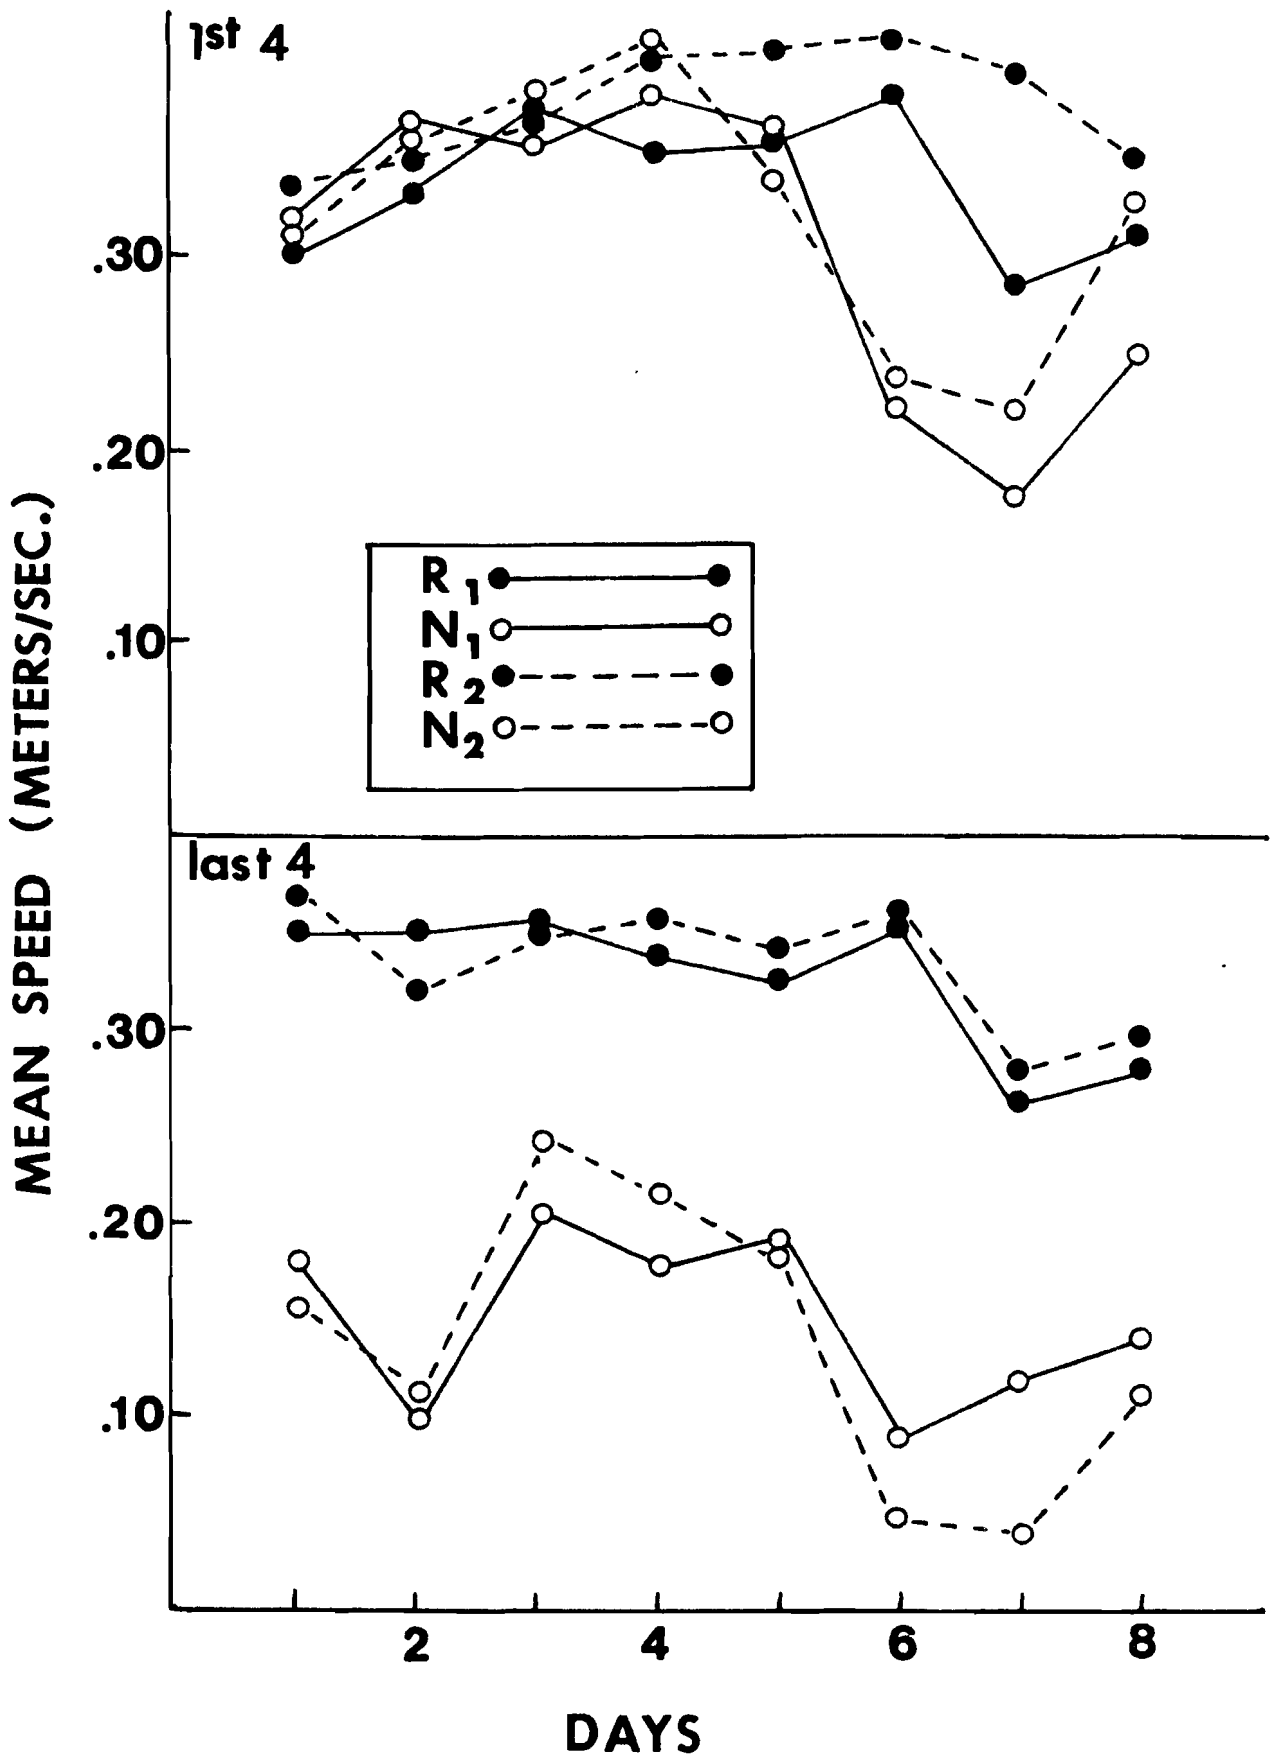 1st 4
.30
.20
.10
R1
N1
R2
N2
MEAN SPEED (METERS/SEC.)
last 4
.30
.20
.10
2 4 6 8
DAYS